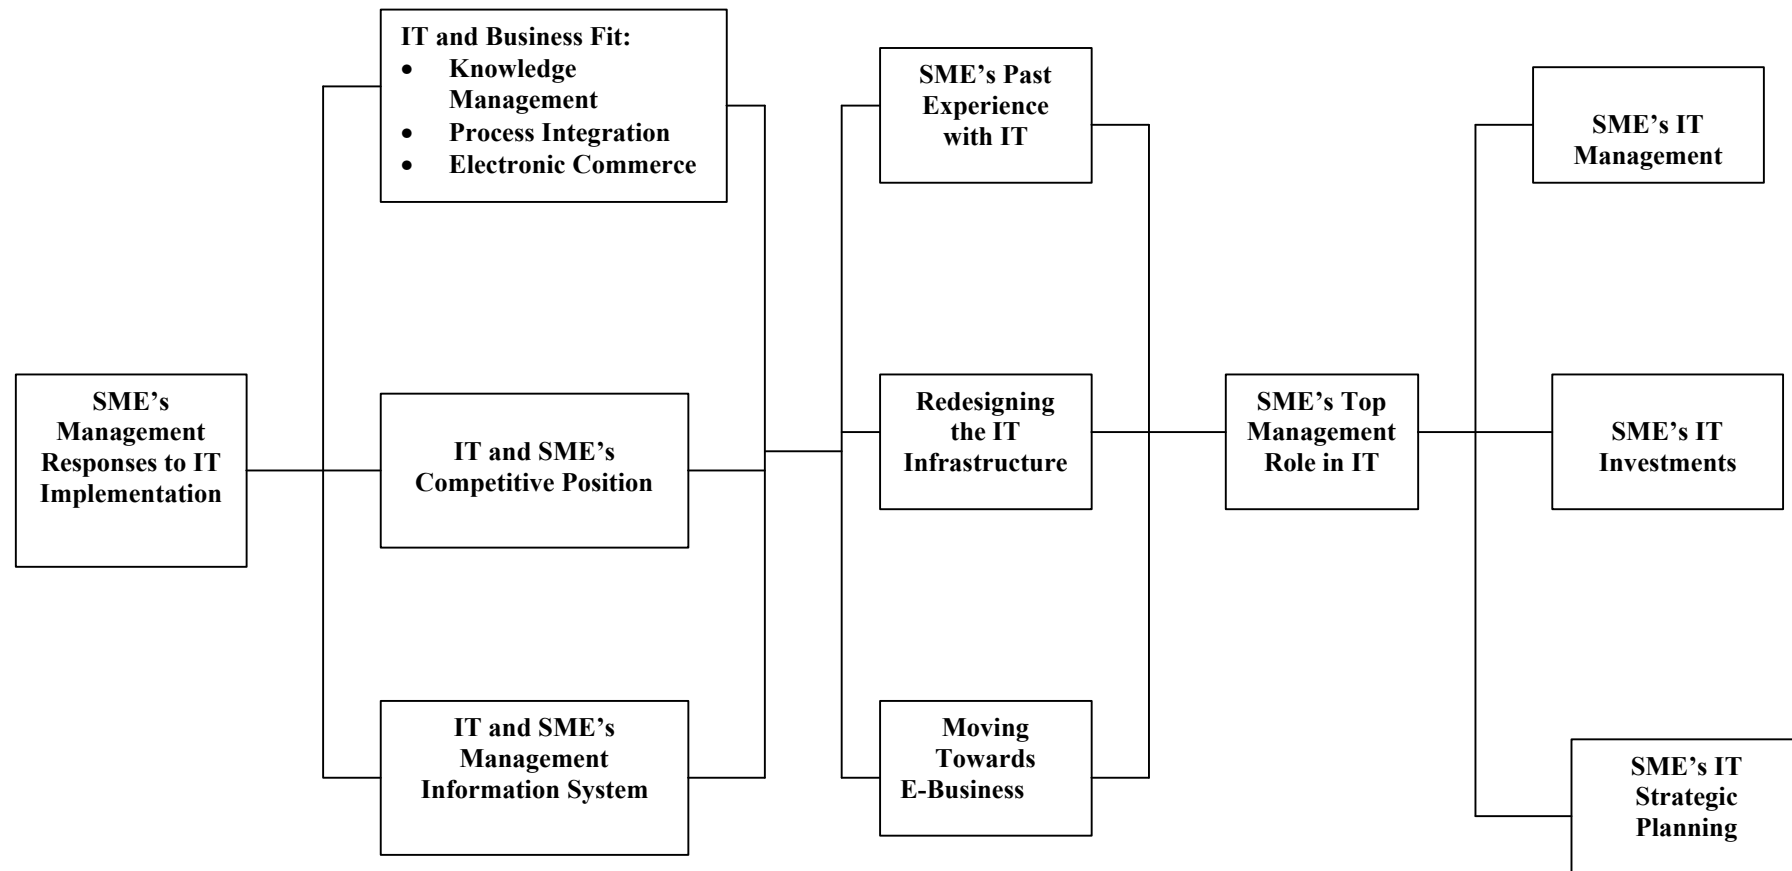 IT and Business Fit:
• Knowledge
Management
• Process Integration
• Electronic Commerce
SME’s Past
Experience
with IT
SME’s IT
Management
SME’s
Management
Responses to IT
Implementation
IT and SME’s
Competitive Position
Redesigning
the IT
Infrastructure
SME’s Top
Management
Role in IT
SME’s IT
Investments
IT and SME’s
Management
Information System
Moving
Towards
E-Business
SME’s IT
Strategic
Planning